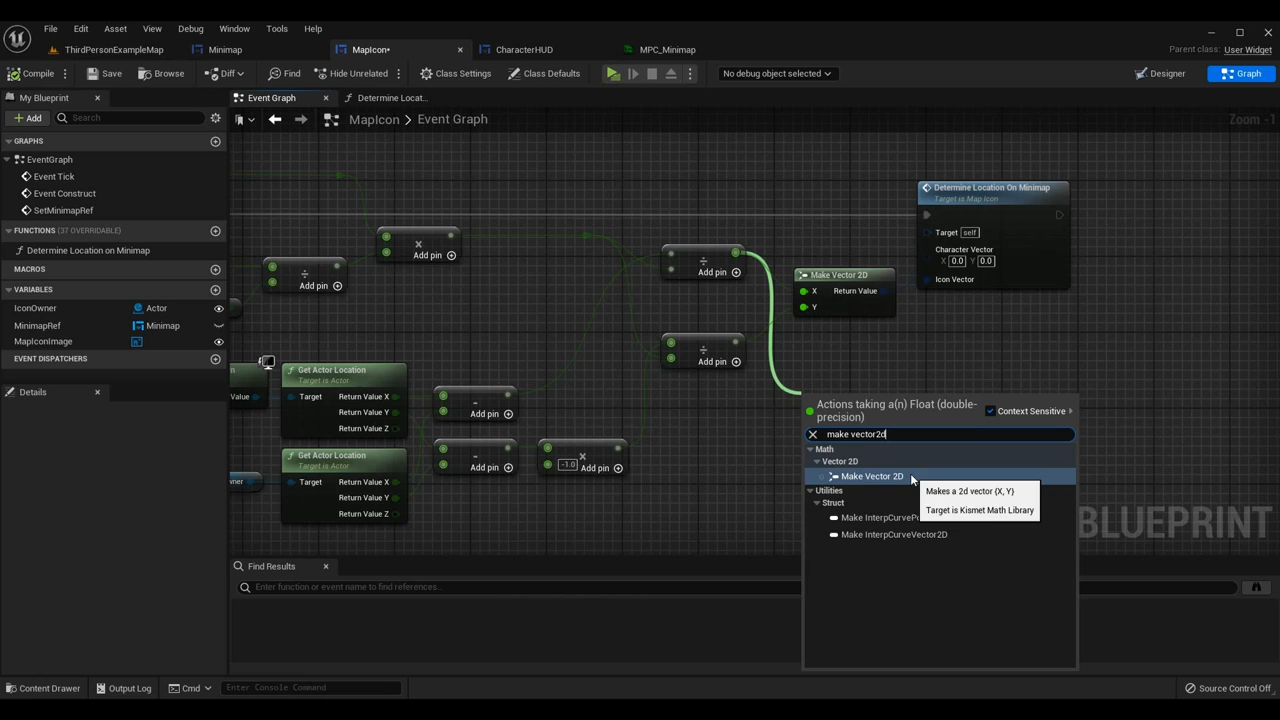 File Edit Asset View Debug Window Tools Help
ThirdPersonExampleMap Minimap MapIcon• CharacterHUD MPC_Minimap Parent class: User Widget
Compile Save Browse Diff Find Hide Unrelated Class Settings Class Defaults No debug object selected Designer Graph
My Blueprint Event Graph Determine Locat...
Add Search MapIcon > Event Graph Zoom -1
GRAPHS
EventGraph
Event Tick
Event Construct
SetMinimapRef
FUNCTIONS (37 OVERRIDABLE)
Determine Location on Minimap
MACROS
VARIABLES
IconOwner Actor
MinimapRef Minimap
MapIconImage
EVENT DISPATCHERS
Details
÷
Add pin
×
Add pin
÷
Add pin
÷
Add pin
Make Vector 2D
X Return Value
Y
Determine Location On Minimap
Target is Map Icon
Target self
Character Vector
X 0.0 Y 0.0
Icon Vector
n
Value
Get Actor Location
Target is Actor
Target Return Value X
Return Value Y
Return Value Z
wner
Get Actor Location
Target is Actor
Target Return Value X
Return Value Y
Return Value Z
-
Add pin
-
Add pin
×
-1.0 Add pin
Actions taking a(n) Float (double-
precision) Context Sensitive
make vector2d
Math
Vector 2D
Make Vector 2D
Makes a 2d vector {X, Y}
Target is Kismet Math Library
Utilities
Struct
Make InterpCurvePo
Make InterpCurveVector2D
BLUEPRINT
Find Results
Enter function or event name to find references...
Content Drawer Output Log Cmd Enter Console Command Source Control Off